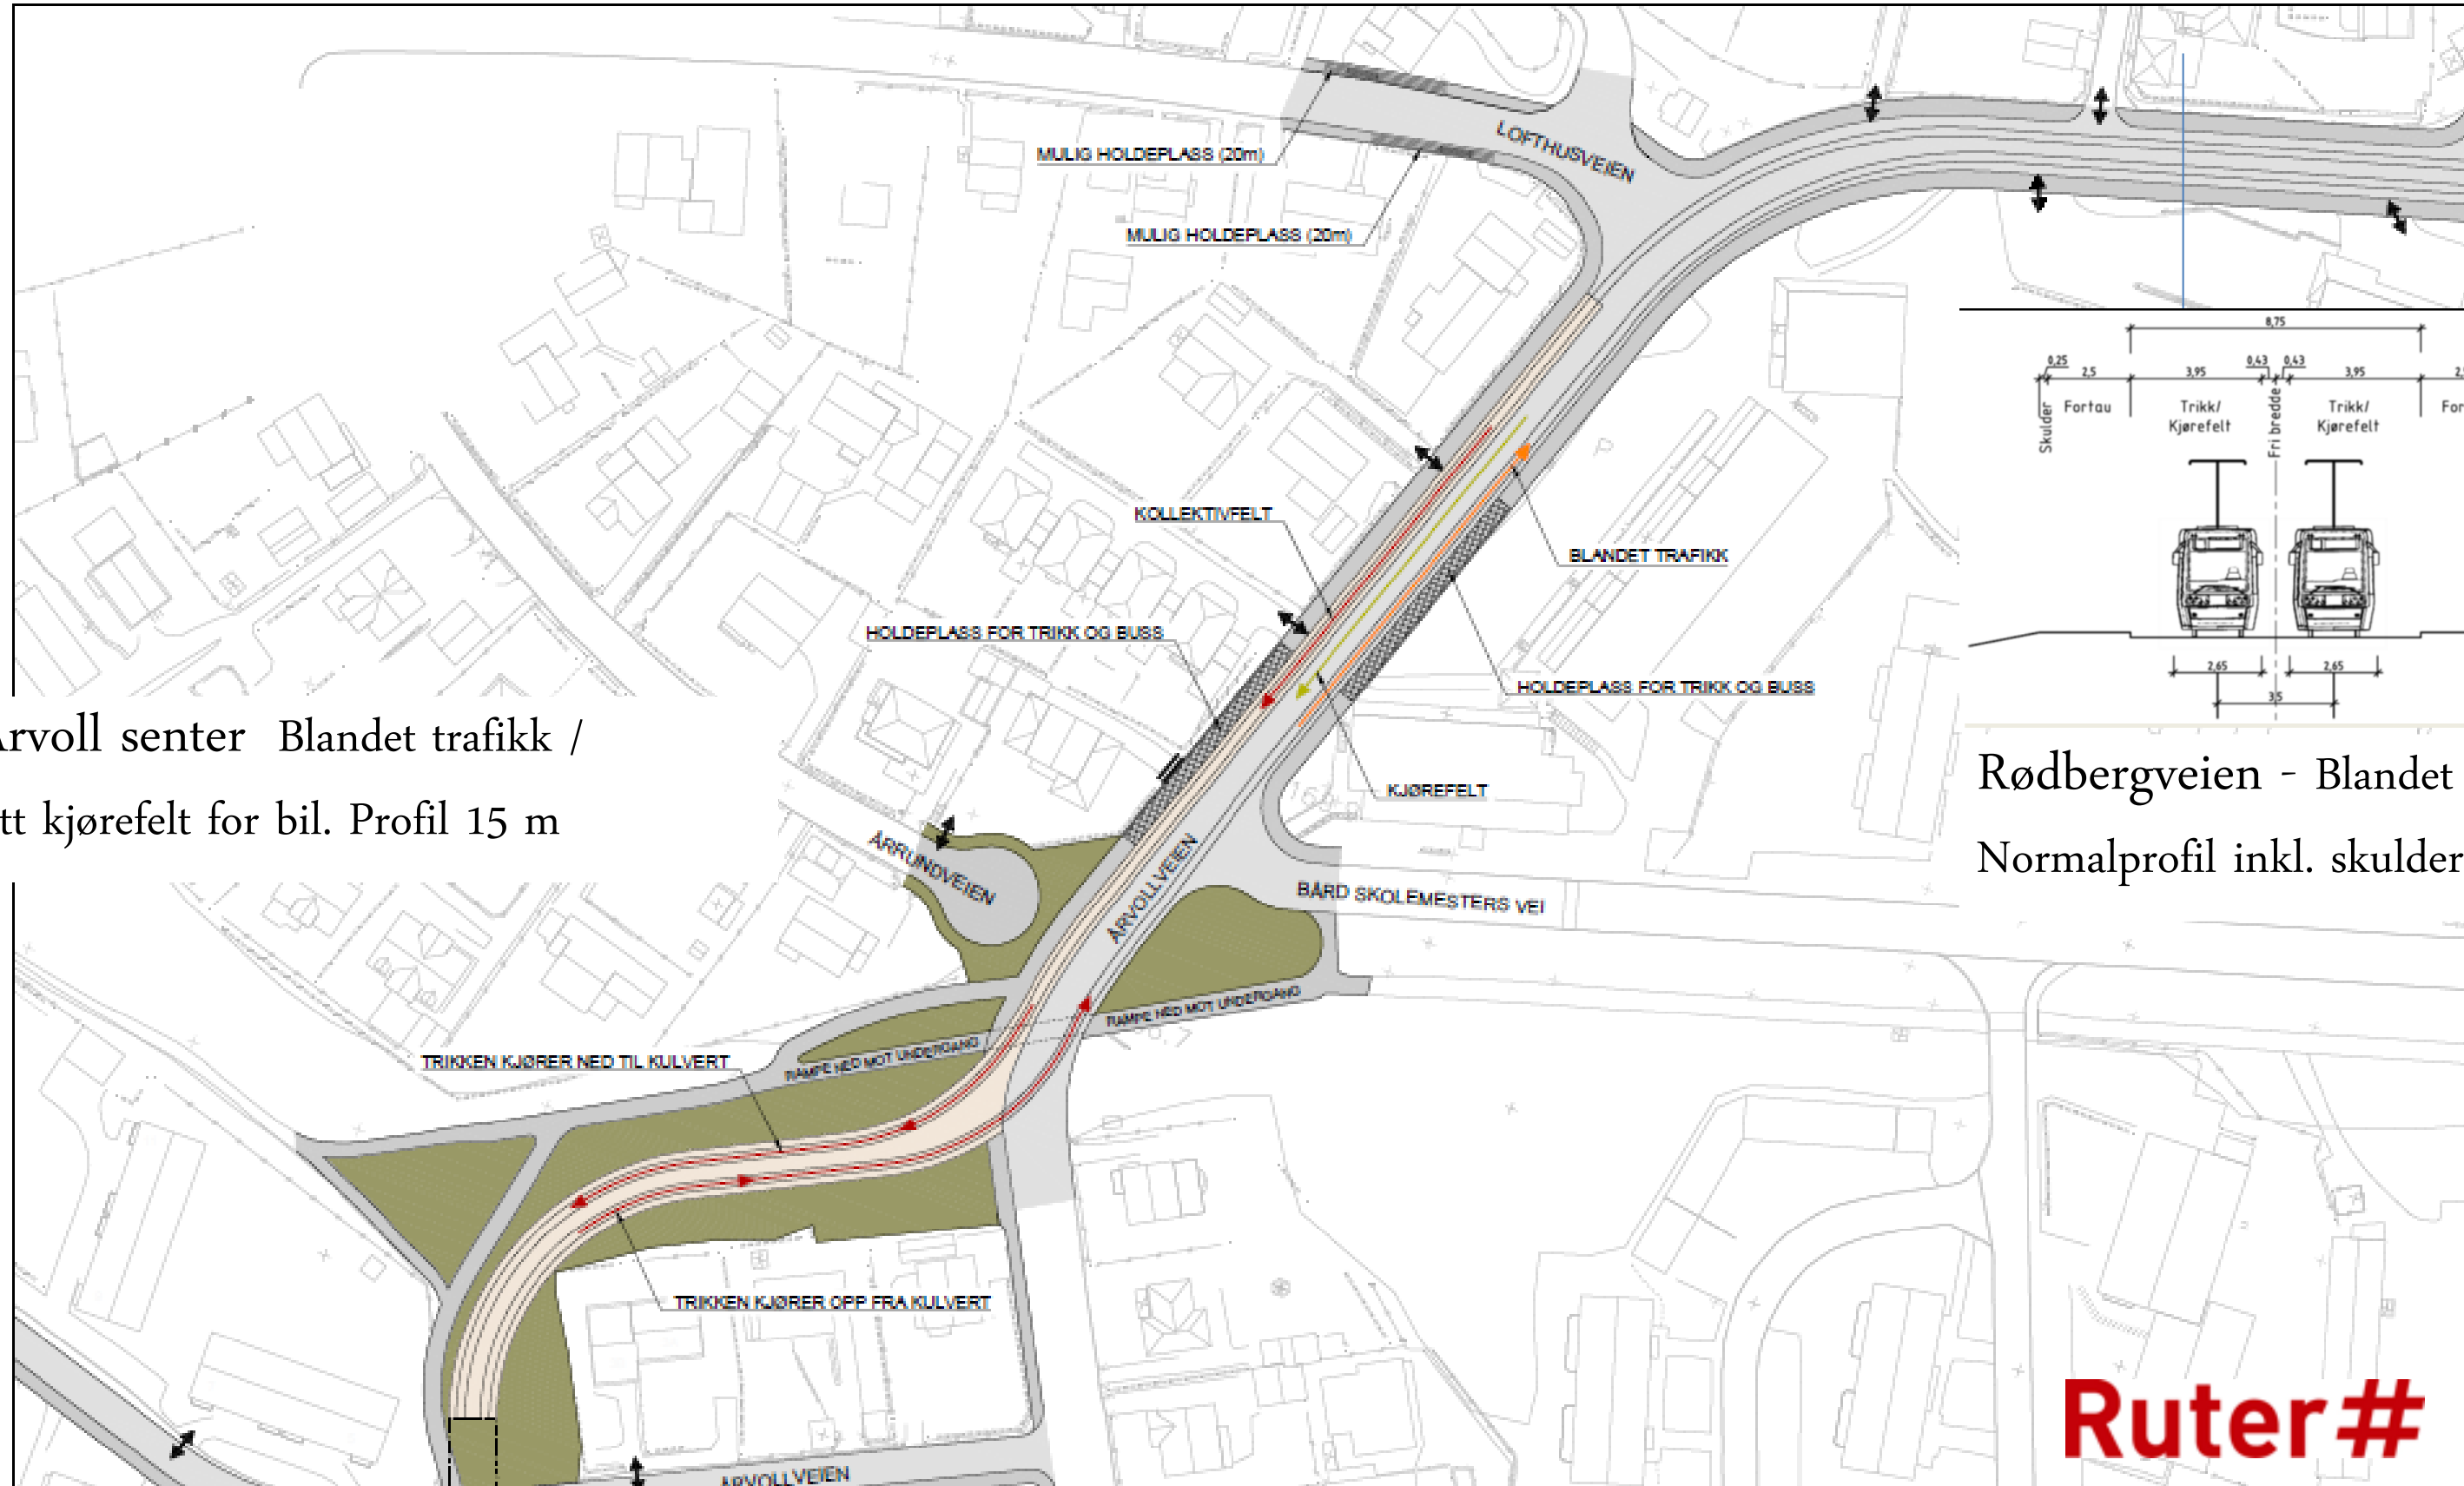 MULIG HOLDEPLASS (20m)
LOFTHUSVEIEN
MULIG HOLDEPLASS (20m)
8,75
0,25
2,5
3,95
0,43
0,43
3,95
Skulder
Fortau
Trikk/
Kjørefelt
Fri bredde
Trikk/
Kjørefelt
For
KOLLEKTIVFELT
BLANDET TRAFIKK
HOLDEPLASS FOR TRIKK OG BUSS
2,65
2,65
3,5
HOLDEPLASS FOR TRIKK OG BUSS
Årvoll senter Blandet trafikk /
tt kjørefelt for bil. Profil 15 m
KJØREFELT
Rødbergveien - Blandet
Normalprofil inkl. skulder
ÅRRUNDVEIEN
ÅRVOLLVEIEN
BÅRD SKOLEMESTERS VEI
RAMPE NED MOT UNDERGANG
RAMPE NED MOT UNDERGANG
TRIKKEN KJØRER NED TIL KULVERT
TRIKKEN KJØRER OPP FRA KULVERT
ÅRVOLLVEIEN
Ruter#